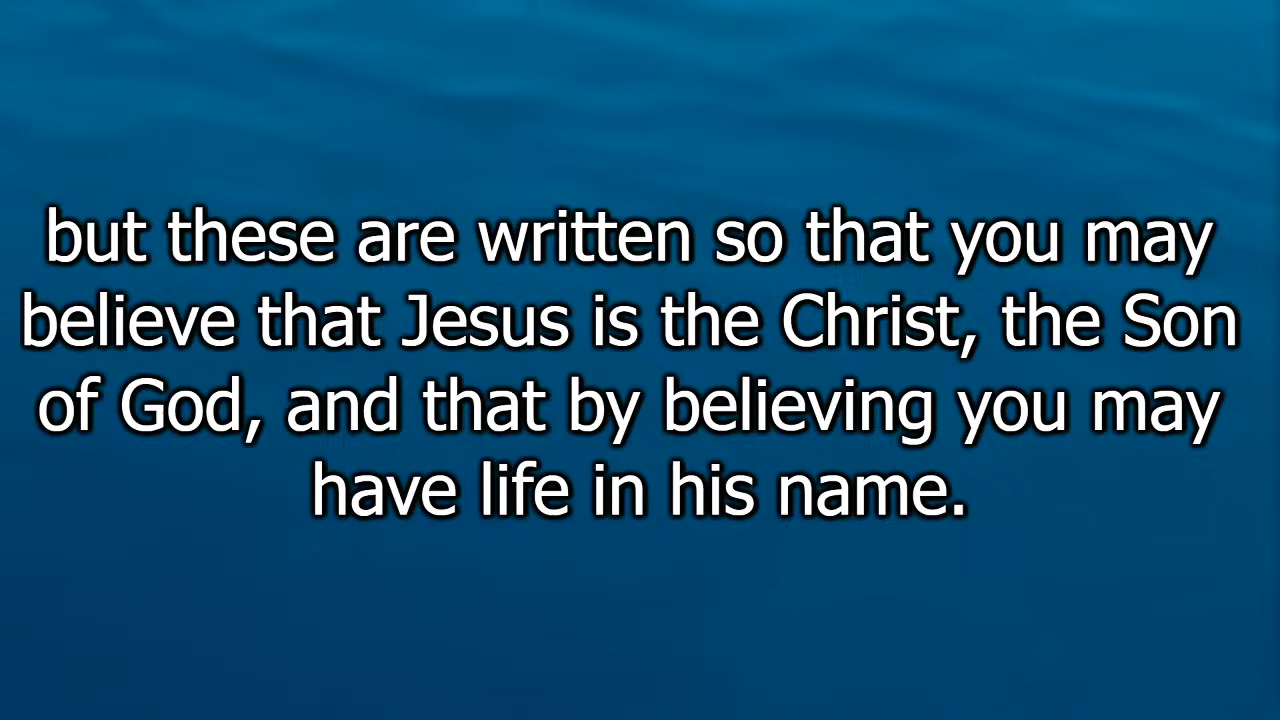 but these are written so that you may
believe that Jesus is the Christ, the Son
of God, and that by believing you may
have life in his name.